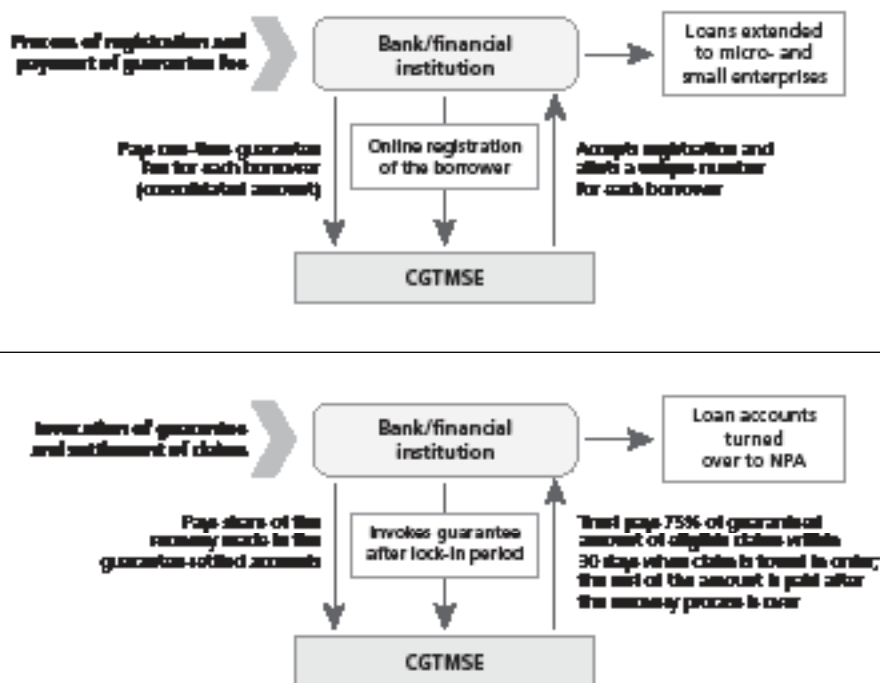 Process of registration and
payment of guarantee fee
Bank/financial
institution
Loans extended
to micro- and
small enterprises
Pays one-time guarantee
fee for each borrower
(consolidated amount)
Online registration
of the borrower
Accepts registration and
allots a unique number
for each borrower
CGTMSE
Invocation of guarantee
and settlement of claims
Bank/financial
institution
Loan accounts
turned
over to NPA
Pays share of the
recovery made in the
guarantee-settled accounts
Invokes guarantee
after lock-in period
Trust pays 75% of guaranteed
amount of eligible claims within
30 days when claim is found in order;
the rest of the amount is paid after
the recovery process is over
CGTMSE